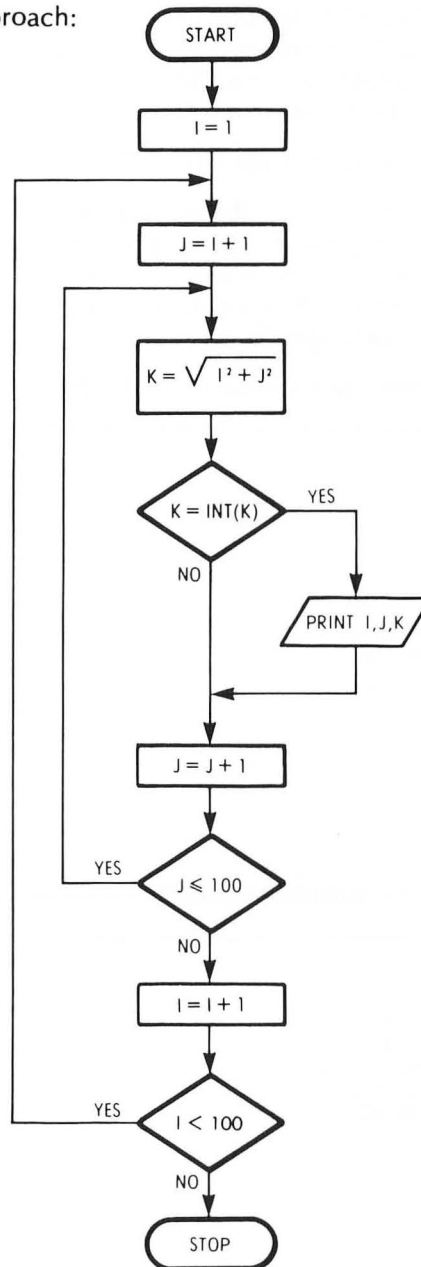 roach:
START
I = 1
J = I + 1
K = √ I² + J²
K = INT(K)
YES
NO
PRINT I,J,K
J = J + 1
YES
J ≤ 100
NO
I = I + 1
YES
I < 100
NO
STOP